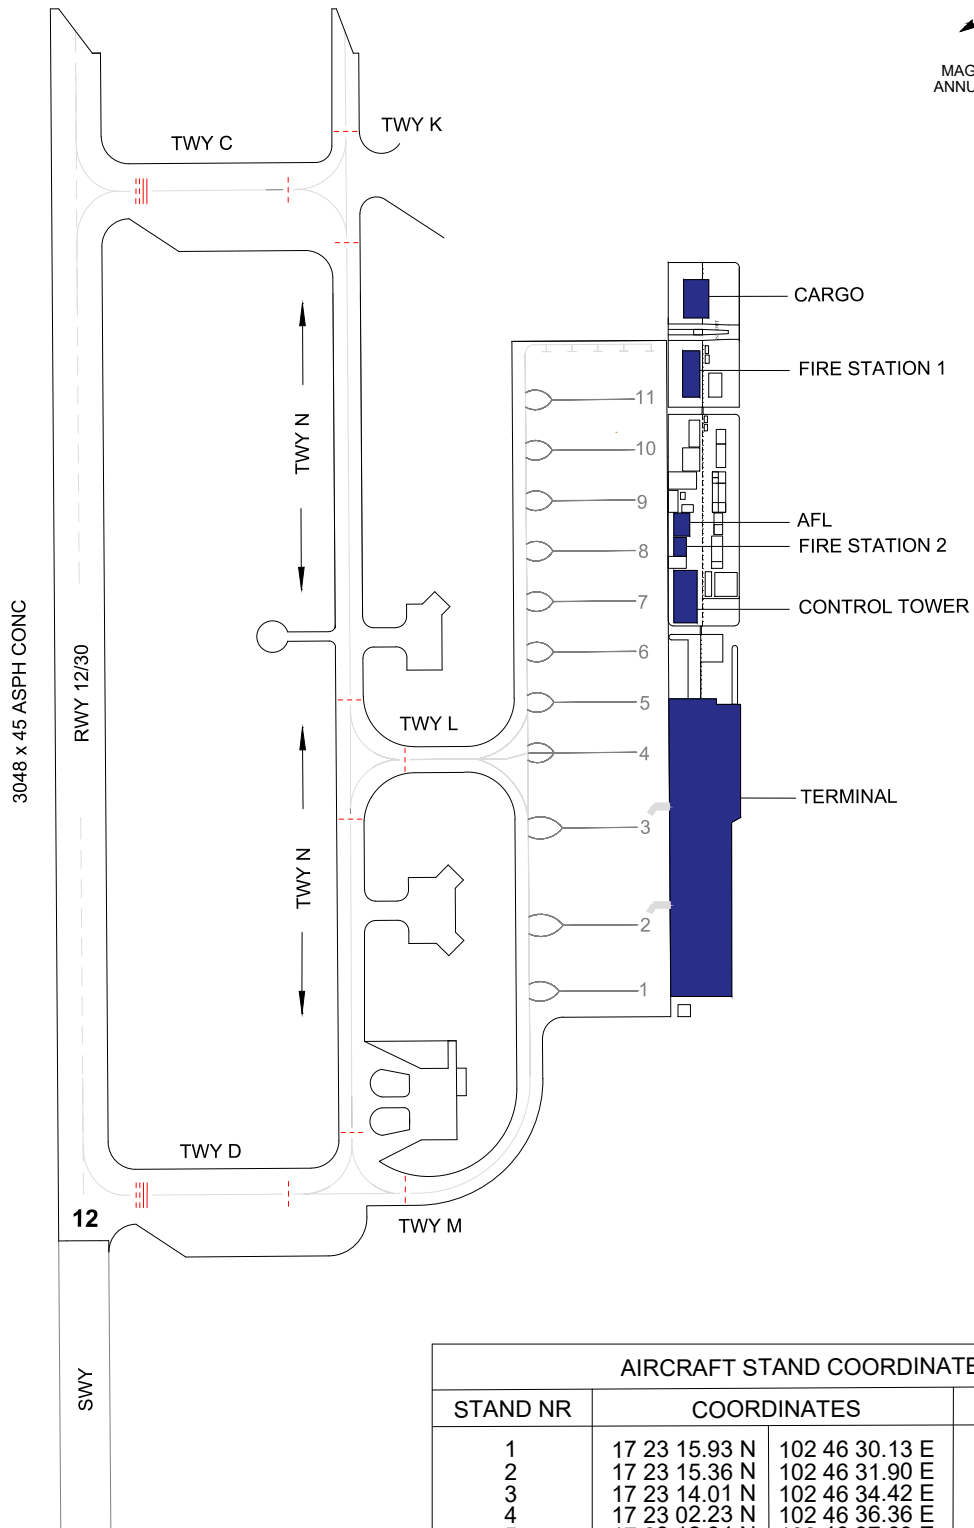 MAG
ANNU
TWY K
TWY C
CARGO
FIRE STATION 1
11
TWY N
10
9
AFL
8
FIRE STATION 2
7
CONTROL TOWER
3048 x 45 ASPH CONC
RWY 12/30
6
5
TWY L
4
TERMINAL
3
TWY N
2
1
TWY D
12
TWY M
SWY
AIRCRAFT STAND COORDINATE
STAND NR COORDINATES
1 17 23 15.93 N 102 46 30.13 E
2 17 23 15.36 N 102 46 31.90 E
3 17 23 14.01 N 102 46 34.42 E
4 17 23 02.23 N 102 46 36.36 E